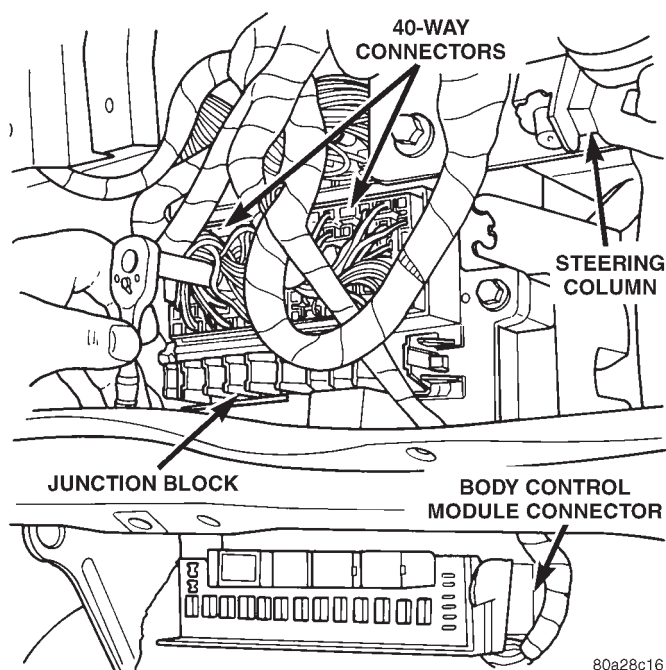 40-WAY
CONNECTORS
STEERING
COLUMN
JUNCTION BLOCK
BODY CONTROL
MODULE CONNECTOR
80a28c16